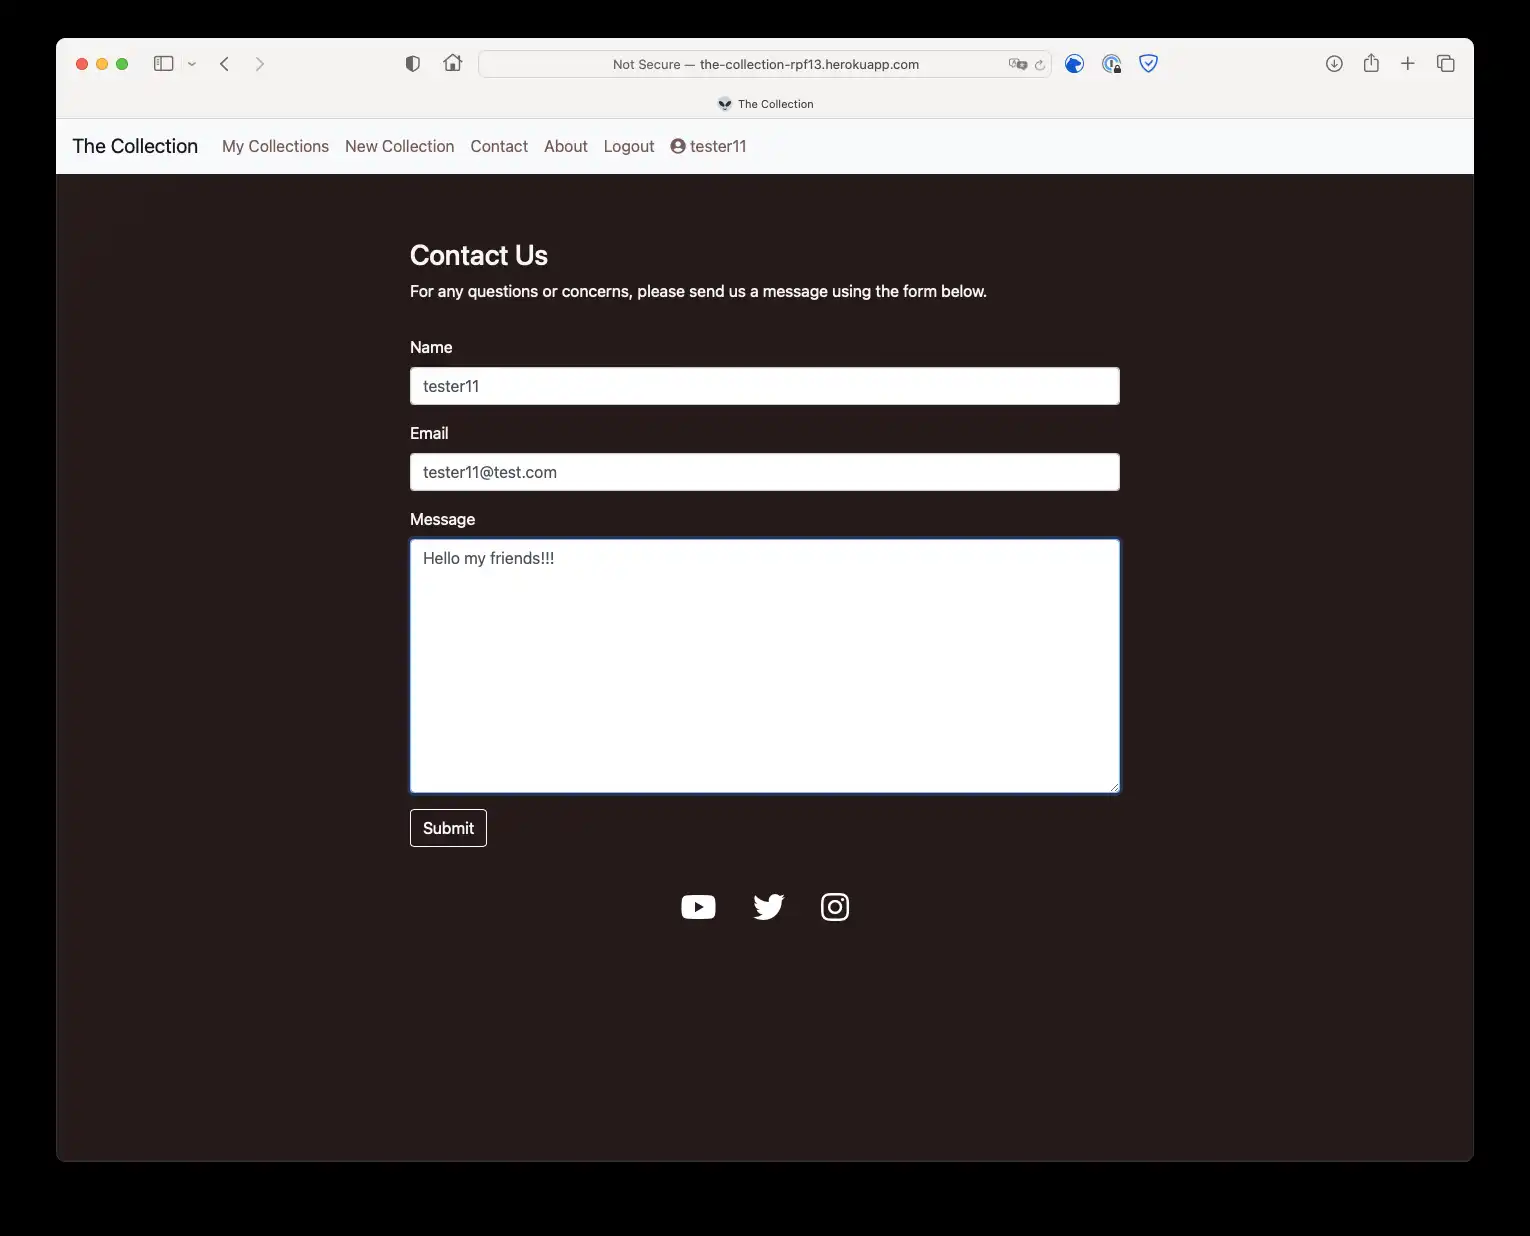 Not Secure — the-collection-rpf13.herokuapp.com
The Collection
The Collection My Collections New Collection Contact About Logout tester11
Contact Us
For any questions or concerns, please send us a message using the form below.
Name
tester11
Email
tester11@test.com
Message
Hello my friends!!!
Submit